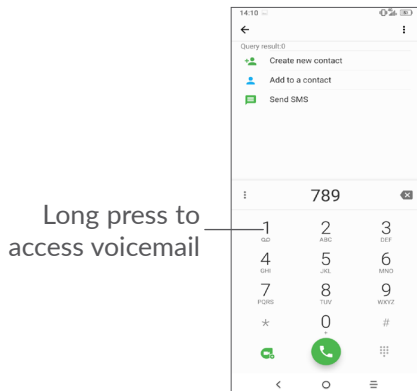 14:10
Query result:0
Create new contact
Add to a contact
Send SMS
789
Long press to
access voicemail
1 2 3
ABC DEF
4 5 6
GHI JKL MNO
7 8 9
PQRS TUV WXYZ
* 0 #
+